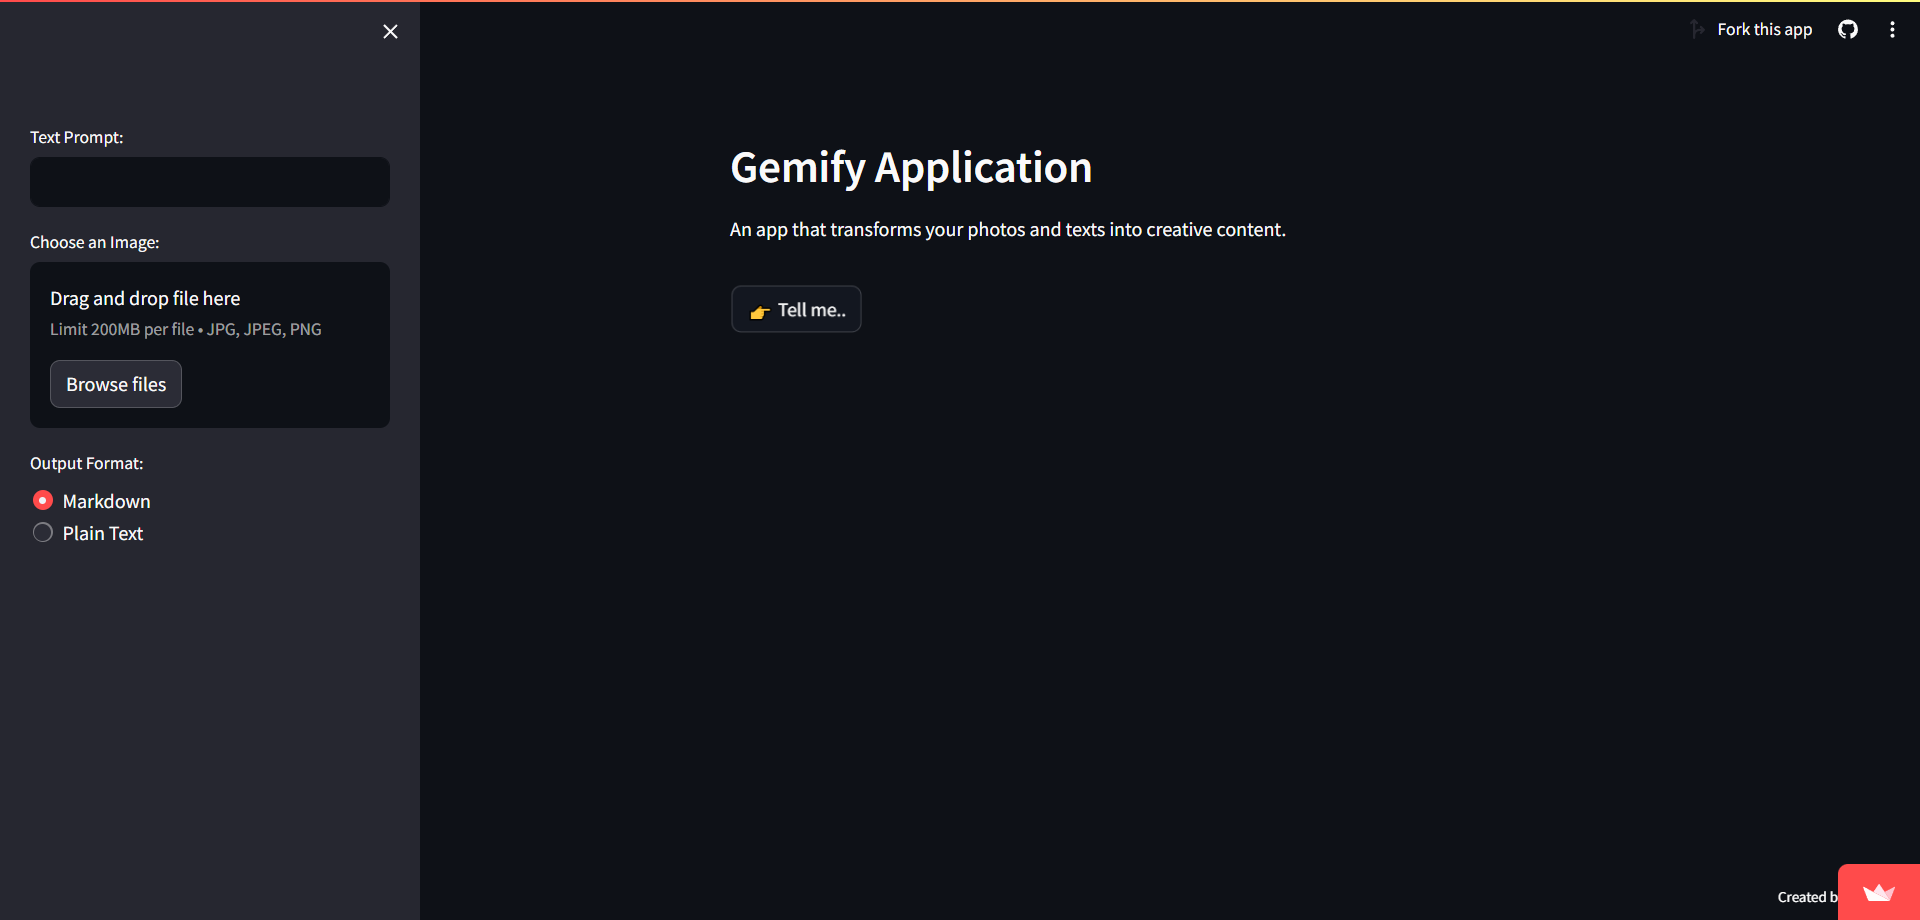 Fork this app
Text Prompt:
Choose an Image:
Drag and drop file here
Limit 200MB per file • JPG, JPEG, PNG
Browse files
Output Format:
Markdown
Plain Text
Gemify Application
An app that transforms your photos and texts into creative content.
👉 Tell me..
Created